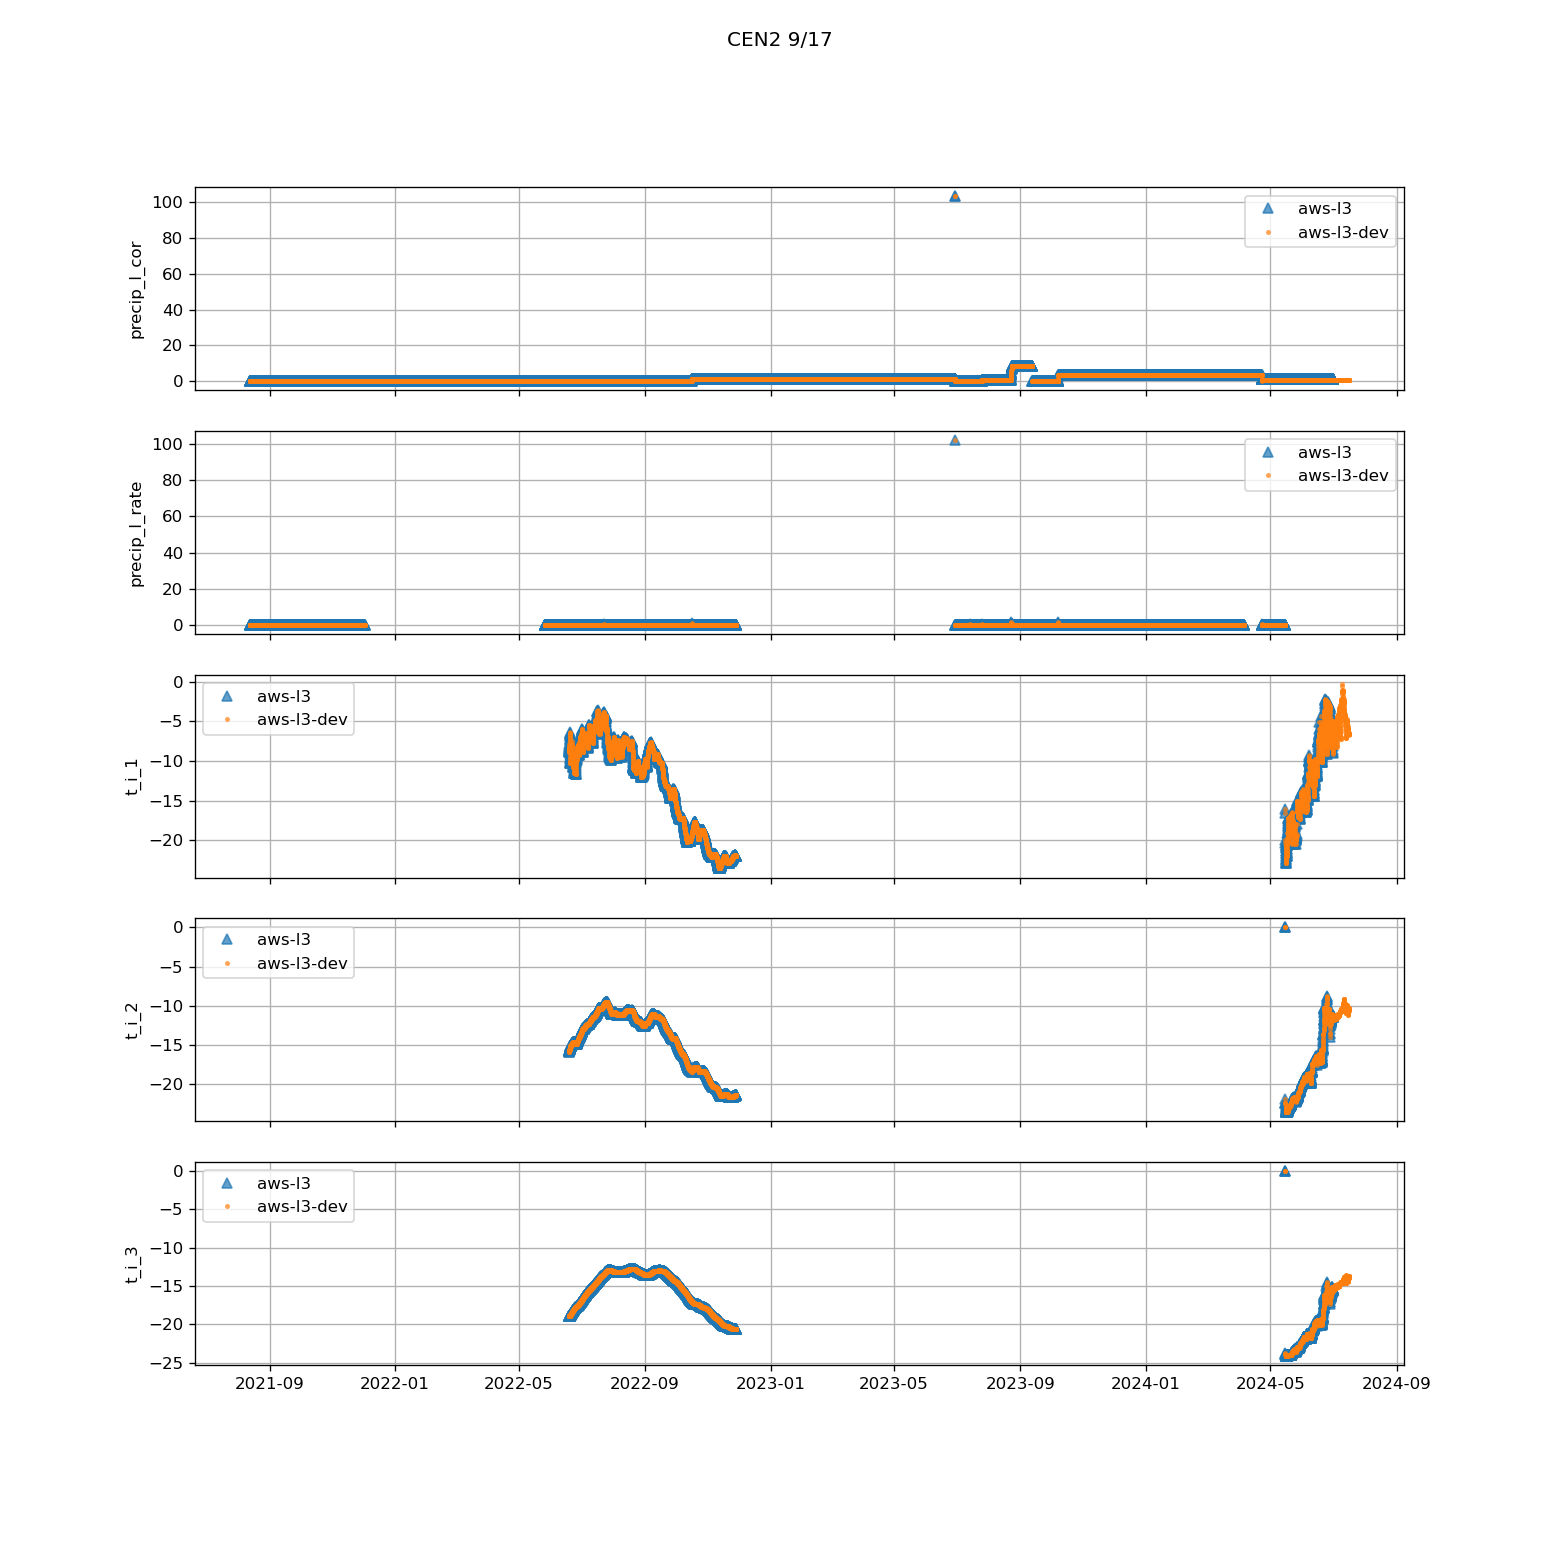 CEN2 9/17
100
80
60
40
20
0
precip_l_cor
aws-l3
aws-l3-dev
100
80
60
40
20
0
precip_l_rate
aws-l3
aws-l3-dev
0
−5
−10
−15
−20
t_i_1
aws-l3
aws-l3-dev
0
−5
−10
−15
−20
t_i_2
aws-l3
aws-l3-dev
0
−5
−10
−15
−20
−25
t_i_3
aws-l3
aws-l3-dev
2021-09 2022-01 2022-05 2022-09 2023-01 2023-05 2023-09 2024-01 2024-05 2024-09